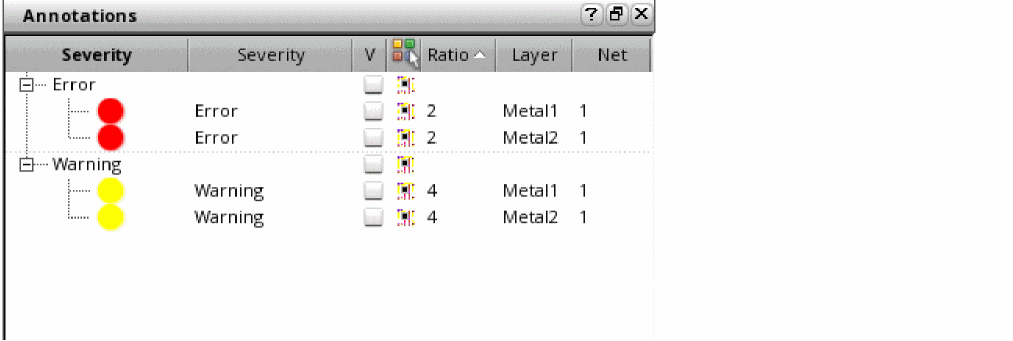 Annotations ?
Severity Severity V Ratio Layer Net
Error
Error 2 Metal1 1
Error 2 Metal2 1
Warning
Warning 4 Metal1 1
Warning 4 Metal2 1